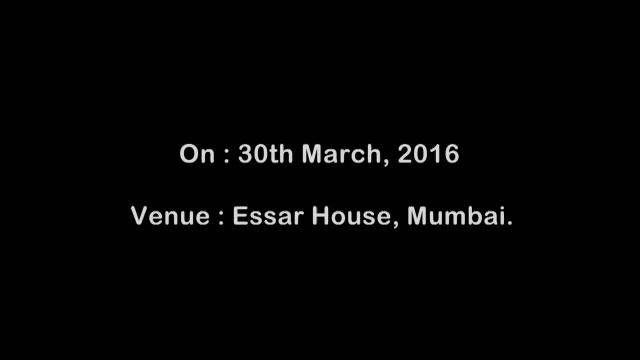 On : 30th March, 2016
Venue : Essar House, Mumbai.